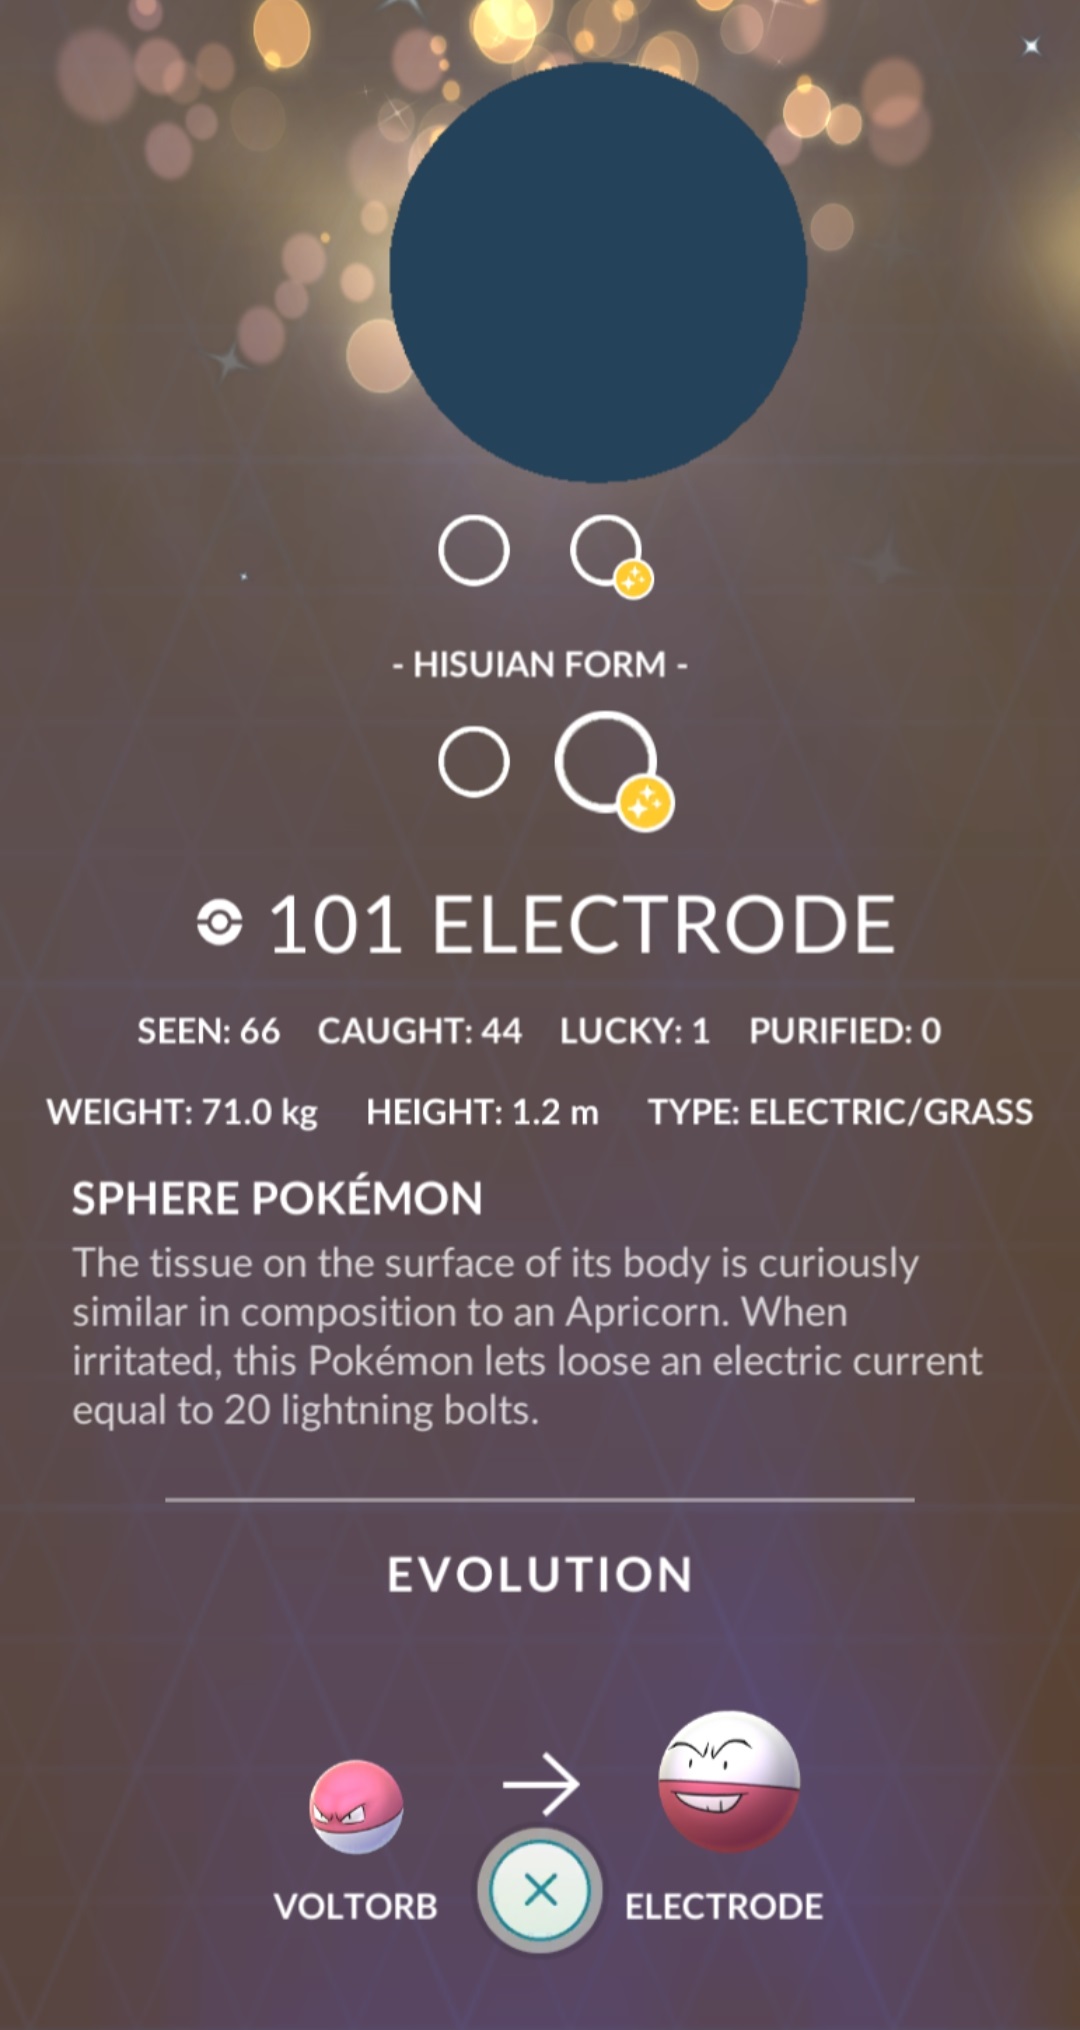 - HISUIAN FORM -
101 ELECTRODE
SEEN: 66 CAUGHT: 44 LUCKY: 1 PURIFIED: 0
WEIGHT: 71.0 kg HEIGHT: 1.2 m TYPE: ELECTRIC/GRASS
SPHERE POKÉMON
The tissue on the surface of its body is curiously
similar in composition to an Apricorn. When
irritated, this Pokémon lets loose an electric current
equal to 20 lightning bolts.
EVOLUTION
VOLTORB ELECTRODE